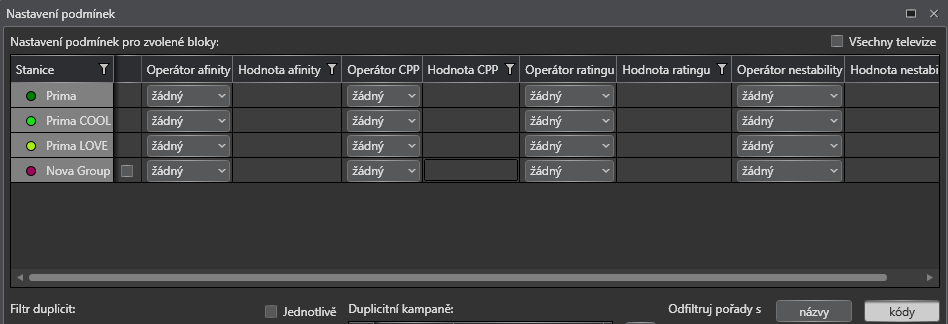 Nastavení podmínek
Nastavení podmínek pro zvolené bloky:
Všechny televize
Stanice Operátor afinity Hodnota afinity Operátor CPP Hodnota CPP Operátor ratingu Hodnota ratingu Operátor nestability Hodnota nestabi
Prima žádný žádný žádný žádný
Prima COOL žádný žádný žádný žádný
Prima LOVE žádný žádný žádný žádný
Nova Group žádný žádný žádný žádný
Filtr duplicit: Jednotlivě Duplicitní kampaně: Odfiltruj pořady s názvy kódy